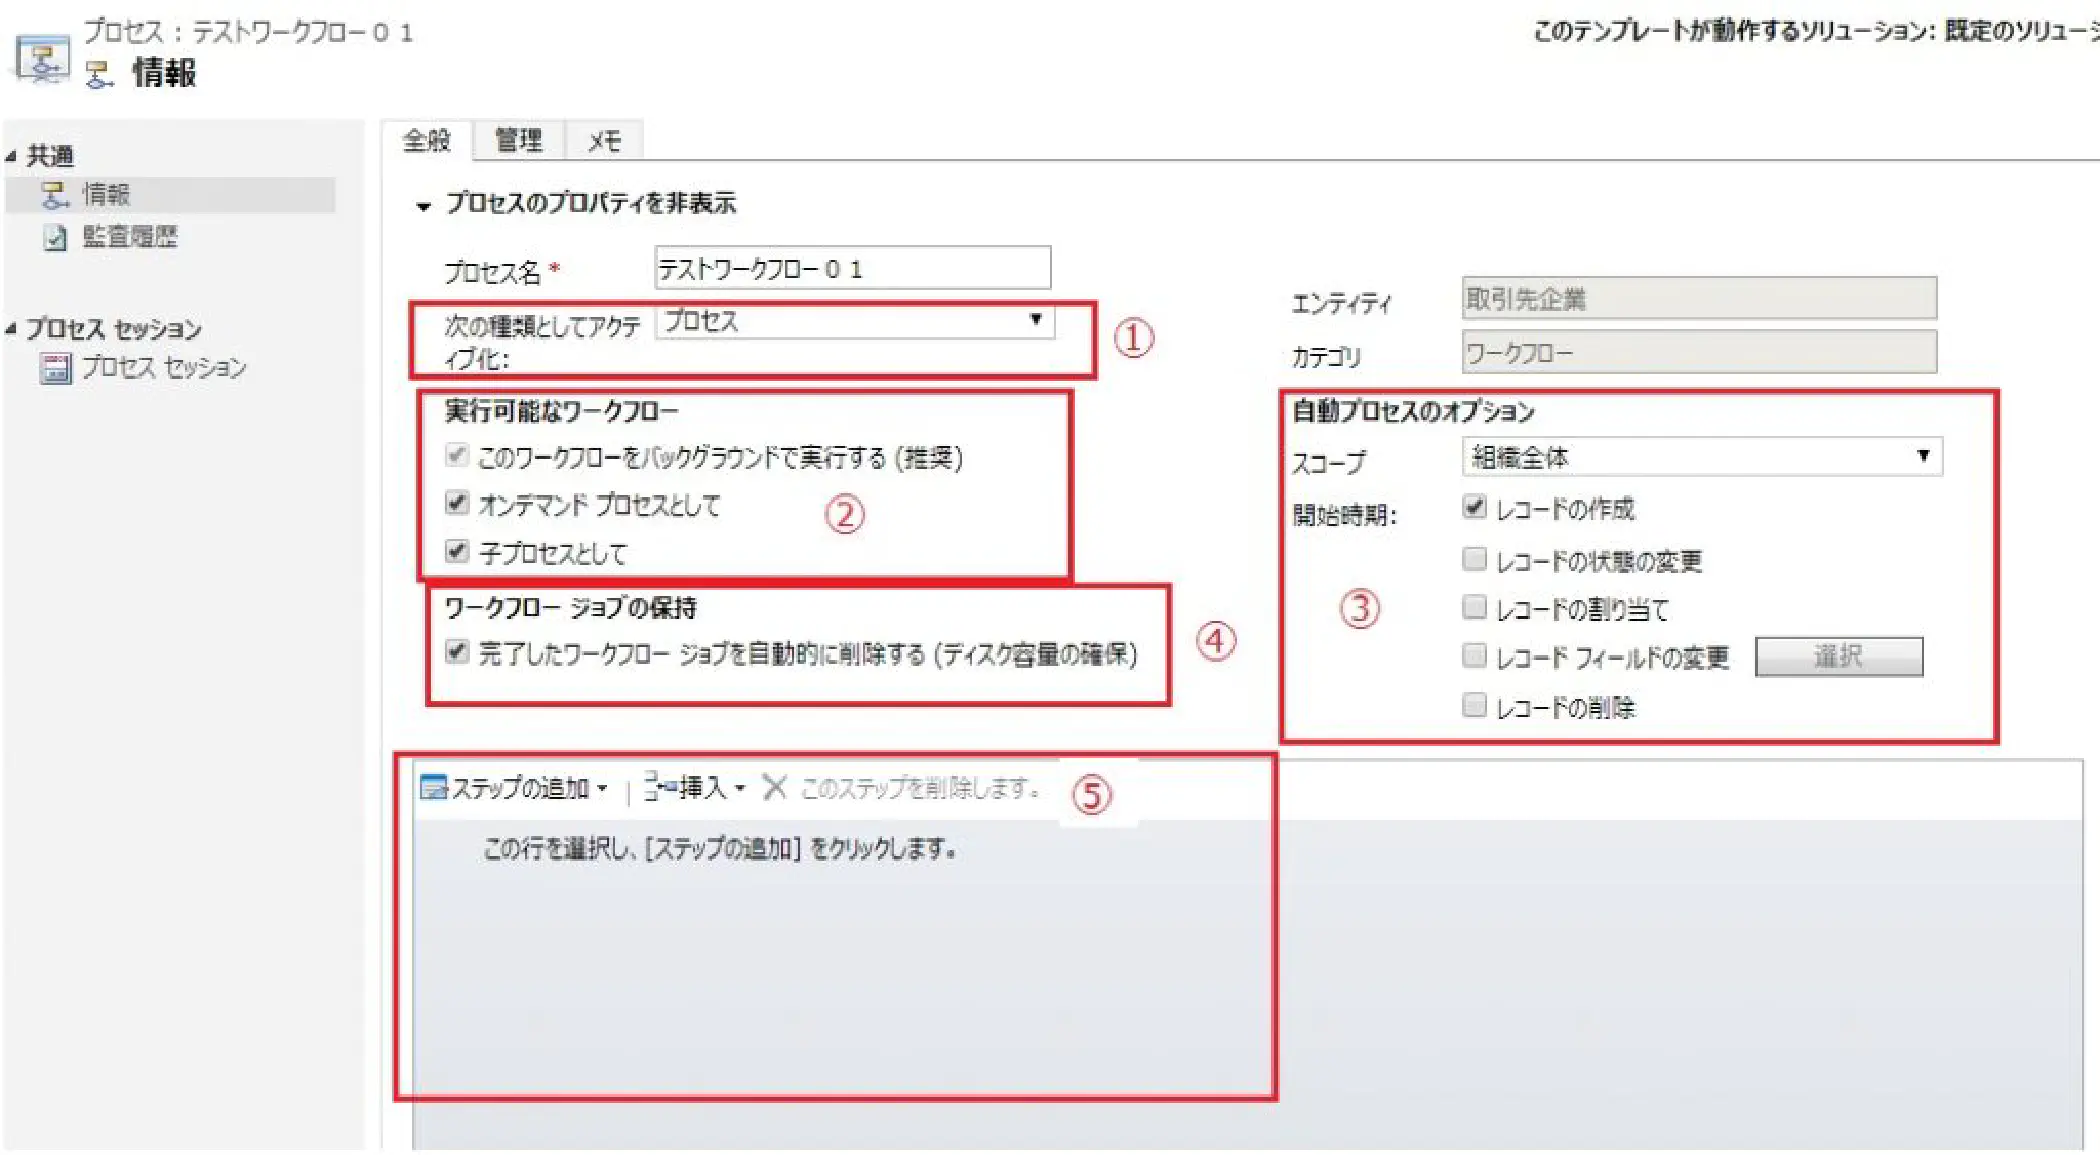 プロセス : テストワークフロー０１
情報
このテンプレートが動作するソリューション: 既定のソリュー
共通
情報
監査履歴
プロセス セッション
プロセス セッション
全般 管理 メモ
プロセスのプロパティを非表示
プロセス名 * テストワークフロー０１
次の種類としてアクティブ化: プロセス
①
エンティティ 取引先企業
カテゴリ ワークフロー
実行可能なワークフロー
このワークフローをバックグラウンドで実行する (推奨)
オンデマンド プロセスとして
②
子プロセスとして
自動プロセスのオプション
スコープ 組織全体
開始時期: レコードの作成
レコードの状態の変更
③ レコードの割り当て
レコード フィールドの変更 選択
レコードの削除
ワークフロー ジョブの保持
完了したワークフロー ジョブを自動的に削除する (ディスク容量の確保)
④
ステップの追加 | 挿入 このステップを削除します。
⑤
この行を選択し、[ステップの追加] をクリックします。